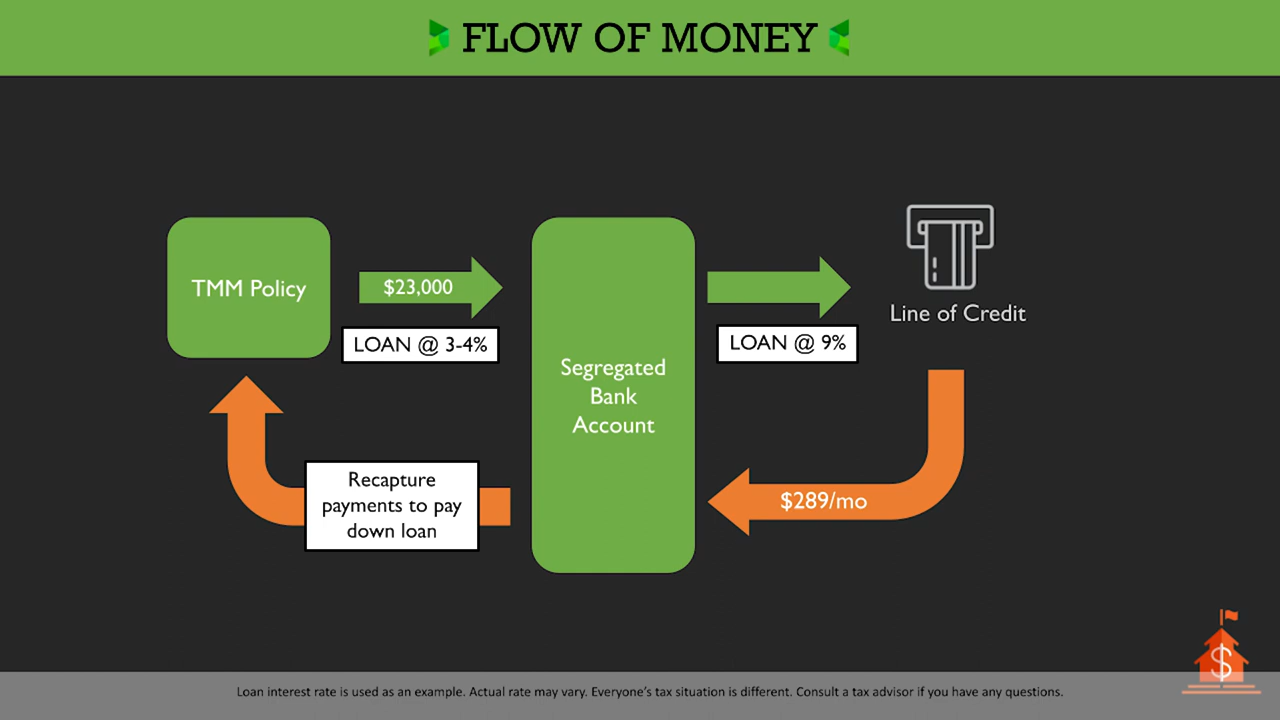 FLOW OF MONEY
TMM Policy
$23,000
LOAN @ 3-4%
LOAN @ 9%
Line of Credit
Segregated
Bank
Account
Recapture
payments to pay
down loan
$289/mo
$
Loan interest rate is used as an example. Actual rate may vary. Everyone's tax situation is different. Consult a tax advisor if you have any questions.